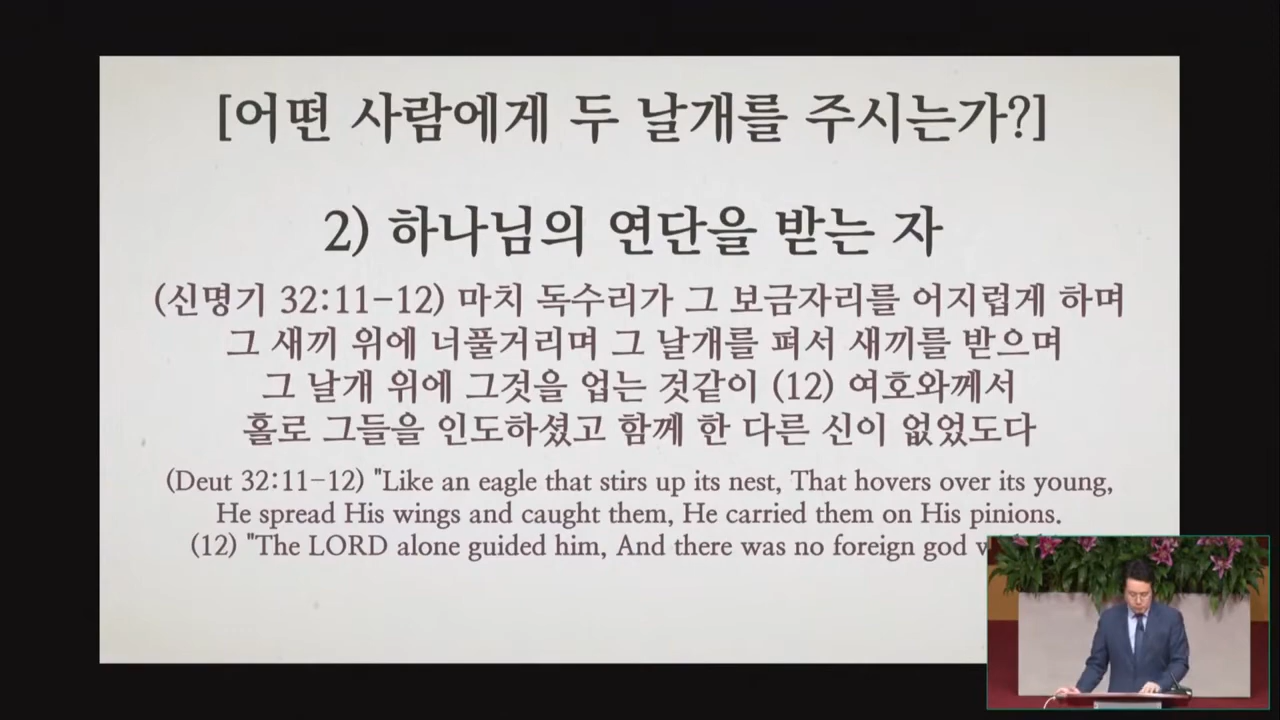 [어떤 사람에게 두 날개를 주시는가?]
2) 하나님의 연단을 받는 자
(신명기 32:11-12) 마치 독수리가 그 보금자리를 어지럽게 하며
그 새끼 위에 너풀거리며 그 날개를 펴서 새끼를 받으며
그 날개 위에 그것을 업는 것같이 (12) 여호와께서
홀로 그들을 인도하셨고 함께 한 다른 신이 없었도다
(Deut 32:11-12) "Like an eagle that stirs up its nest, That hovers over its young,
He spread His wings and caught them, He carried them on His pinions.
(12) "The LORD alone guided him, And there was no foreign god